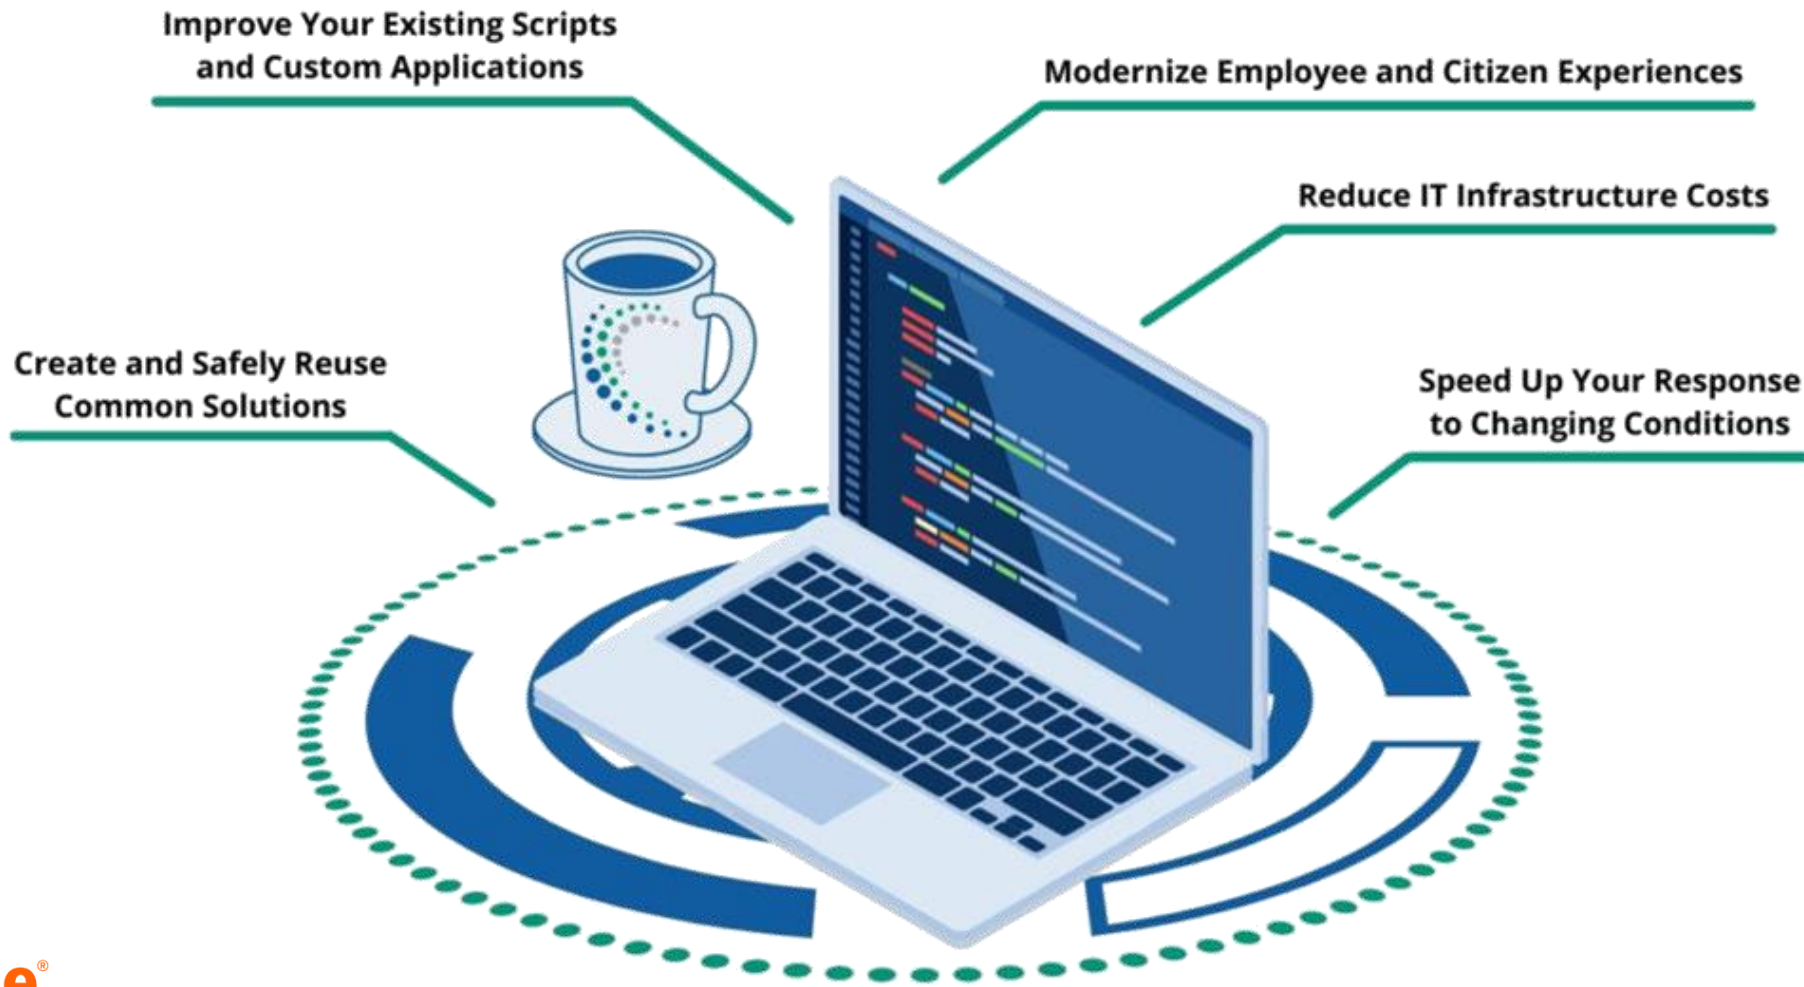 Improve Your Existing Scripts
and Custom Applications
Modernize Employee and Citizen Experiences
Reduce IT Infrastructure Costs
Create and Safely Reuse
Common Solutions
Speed Up Your Response
to Changing Conditions
e®